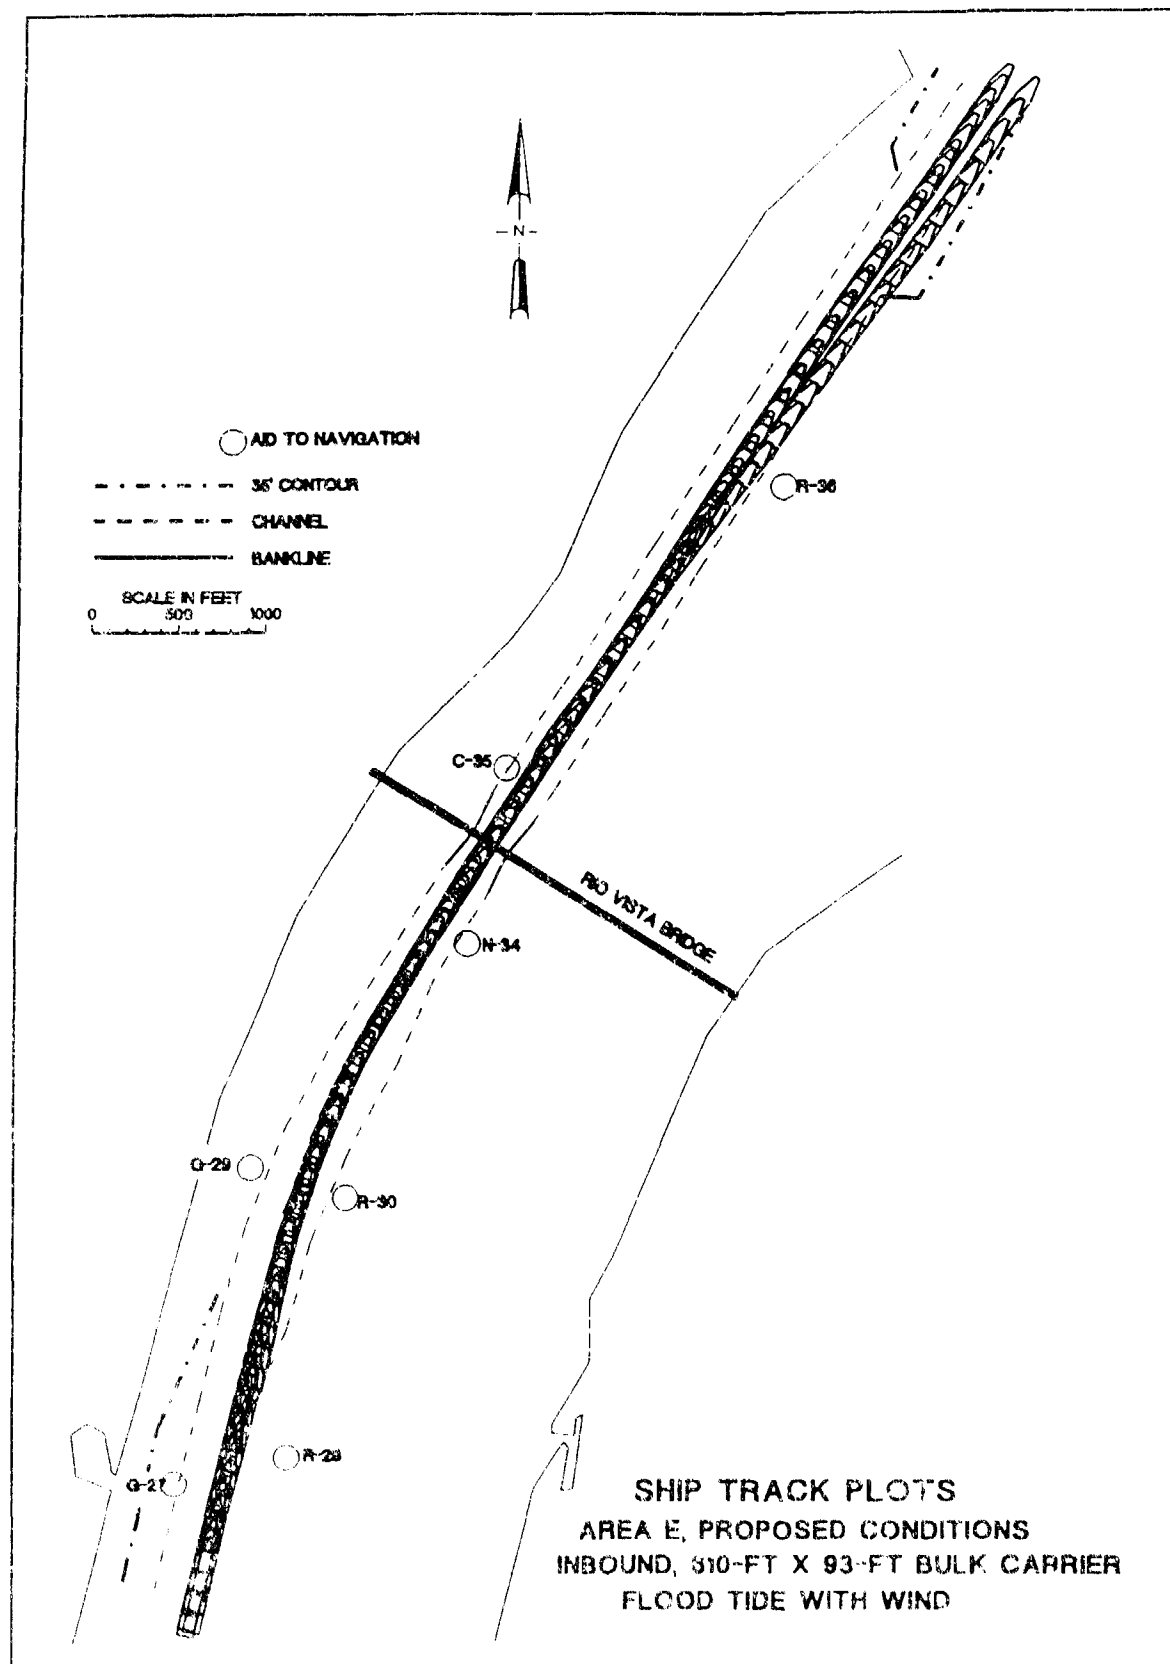 -N-
AID TO NAVIGATION
35' CONTOUR
CHANNEL
BANKLINE
SCALE IN FEET
0 500 1000
R-36
C-35
RIO VISTA BRIDGE
N-34
G-29
R-30
R-28
G-27
SHIP TRACK PLOTS
AREA E, PROPOSED CONDITIONS
INBOUND, 610-FT X 93-FT BULK CARRIER
FLOOD TIDE WITH WIND